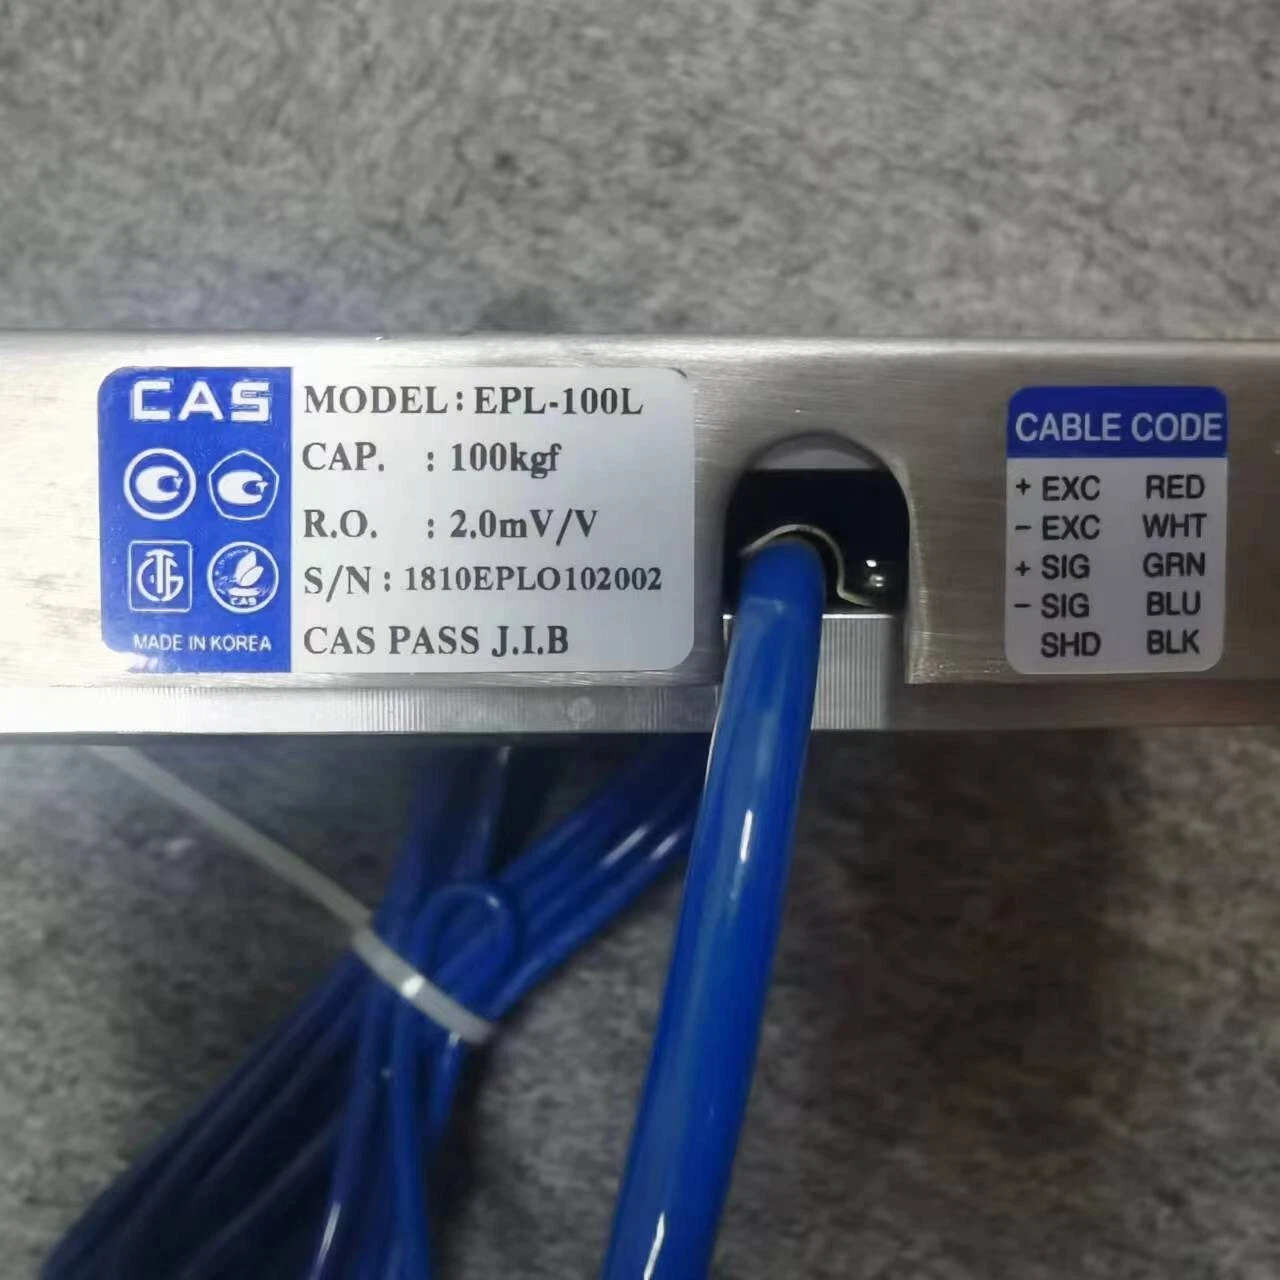 CAS
MADE IN KOREA
MODEL : EPL-100L
CAP. : 100kgf
R.O. : 2.0mV/V
S/N : 1810EPLO102002
CAS PASS J.I.B
CAS
CABLE CODE
+ EXC RED
- EXC WHT
+ SIG GRN
- SIG BLU
SHD BLK